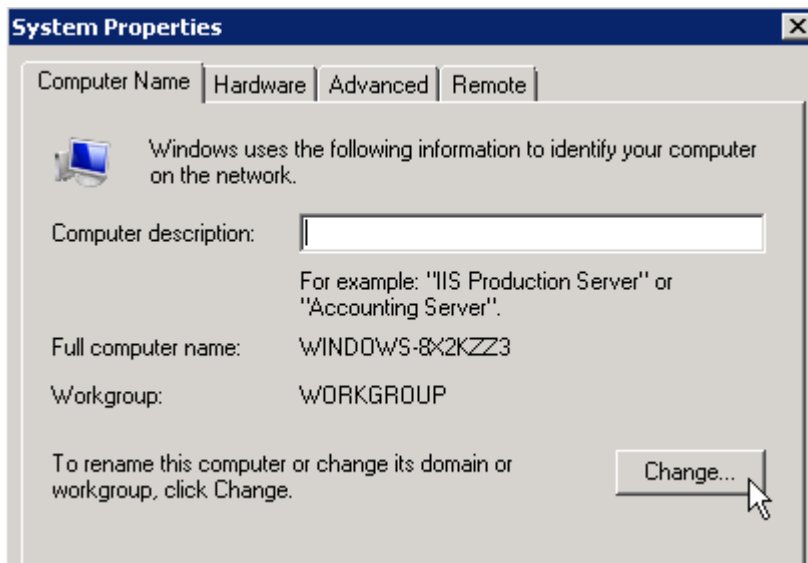 System Properties
Computer Name
Hardware
Advanced
Remote
Windows uses the following information to identify your computer
on the network.
Computer description:
For example: "IIS Production Server" or
"Accounting Server".
Full computer name: WINDOWS-8X2KZZ3
Workgroup: WORKGROUP
To rename this computer or change its domain or
workgroup, click Change.
Change...